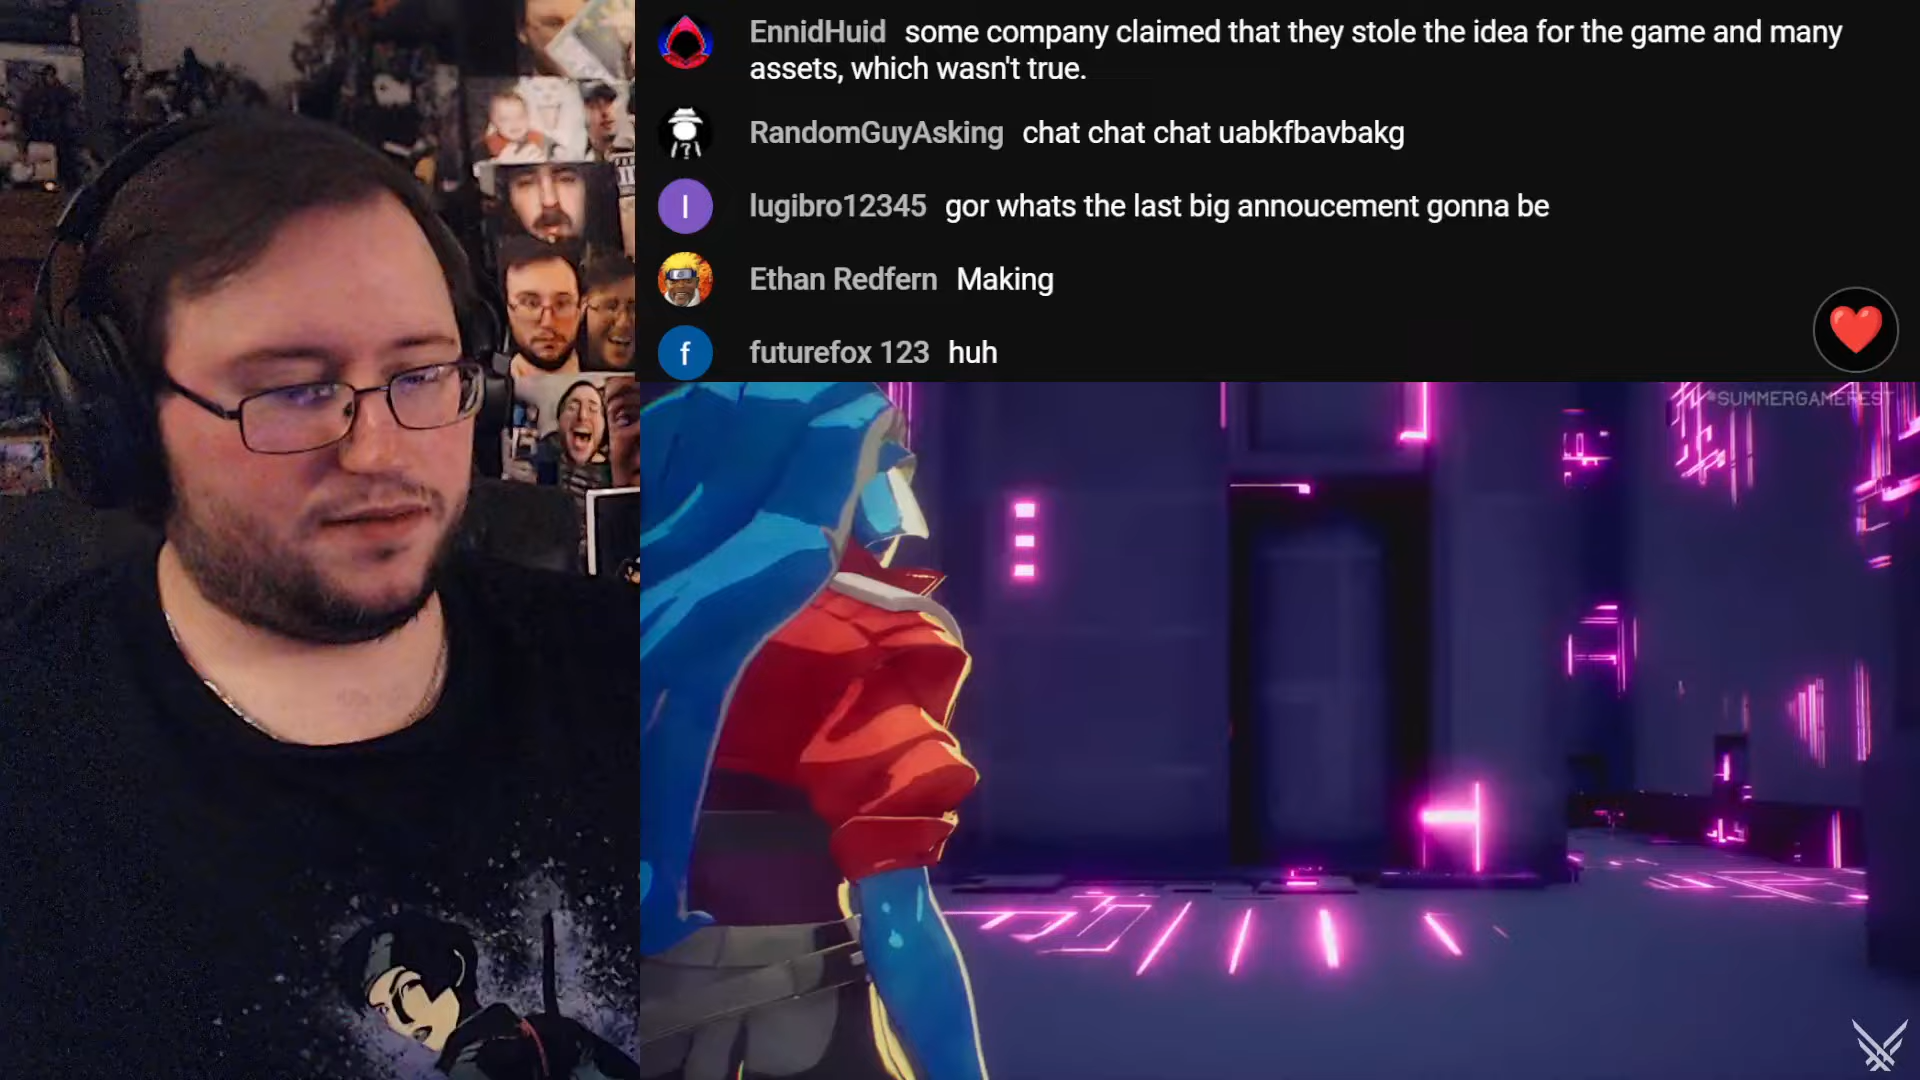 EnnidHuid some company claimed that they stole the idea for the game and many
assets, which wasn't true.
RandomGuyAsking chat chat chat uabkfbavbakg
l lugibro12345 gor whats the last big annoucement gonna be
Ethan Redfern Making
f futurefox 123 huh
#SUMMERGAMEFEST